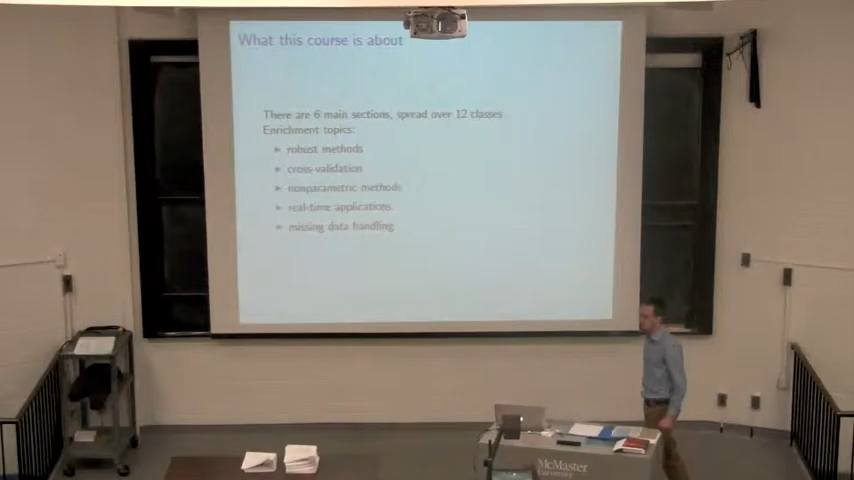 What this course is about
There are 6 main sections, spread over 12 classes
Enrichment topics:
▸ robust methods
▸ cross-validation
▸ nonparametric methods
▸ real-time applications
▸ missing data handling
McMaster
University